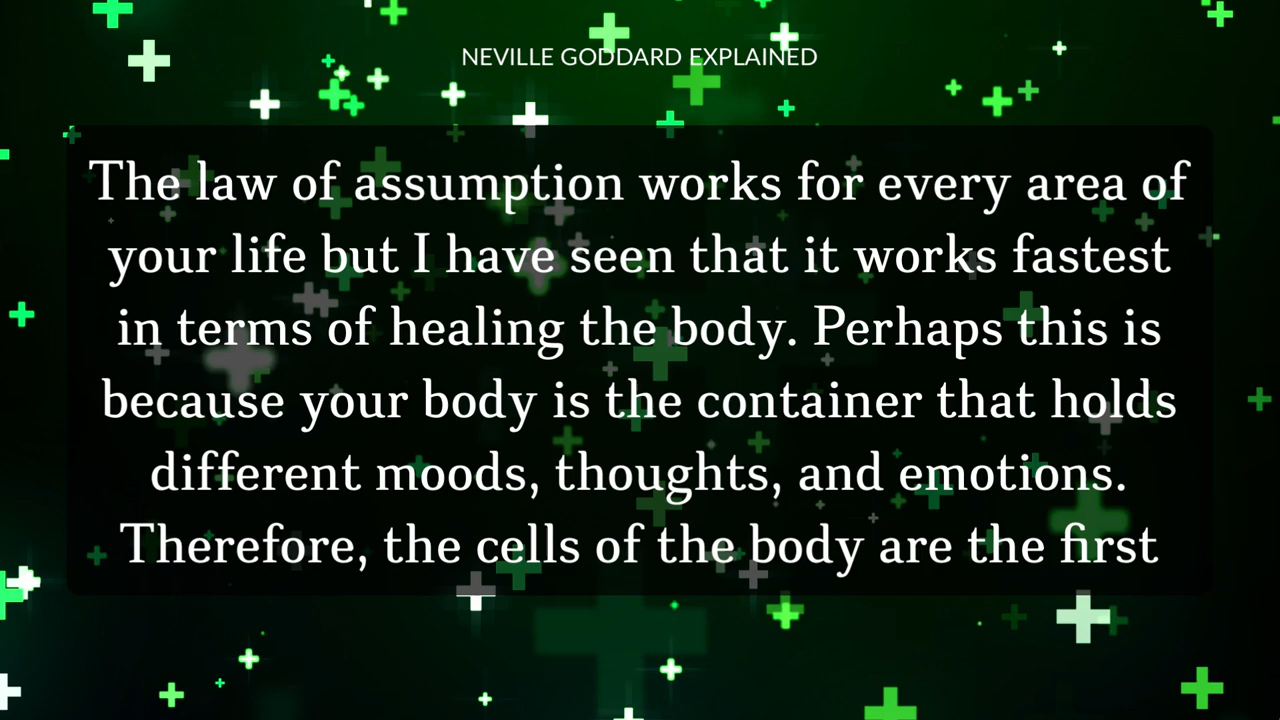 NEVILLE GODDARD EXPLAINED
The law of assumption works for every area of
your life but I have seen that it works fastest
in terms of healing the body. Perhaps this is
because your body is the container that holds
different moods, thoughts, and emotions.
Therefore, the cells of the body are the first